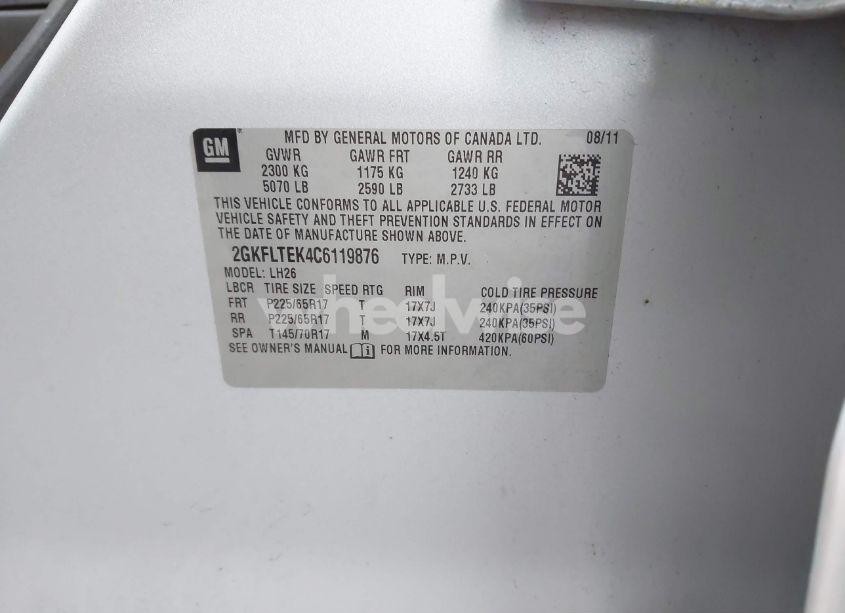 GM
MFD BY GENERAL MOTORS OF CANADA LTD. 08/11
GVWR GAWR FRT GAWR RR
2300 KG 1175 KG 1240 KG
5070 LB 2590 LB 2733 LB
THIS VEHICLE CONFORMS TO ALL APPLICABLE U.S. FEDERAL MOTOR
VEHICLE SAFETY AND THEFT PREVENTION STANDARDS IN EFFECT ON
THE DATE OF MANUFACTURE SHOWN ABOVE.
2GKFLTEK4C6119876 TYPE: M.P.V.
MODEL: LH26
LBCR TIRE SIZE SPEED RTG RIM COLD TIRE PRESSURE
FRT P225/65R17 T 17X7J 240KPA(35PSI)
RR P225/65R17 T 17X7J 240KPA(35PSI)
SPA T145/70R17 M 17X4.5T 420KPA(60PSI)
SEE OWNER'S MANUAL FOR MORE INFORMATION.